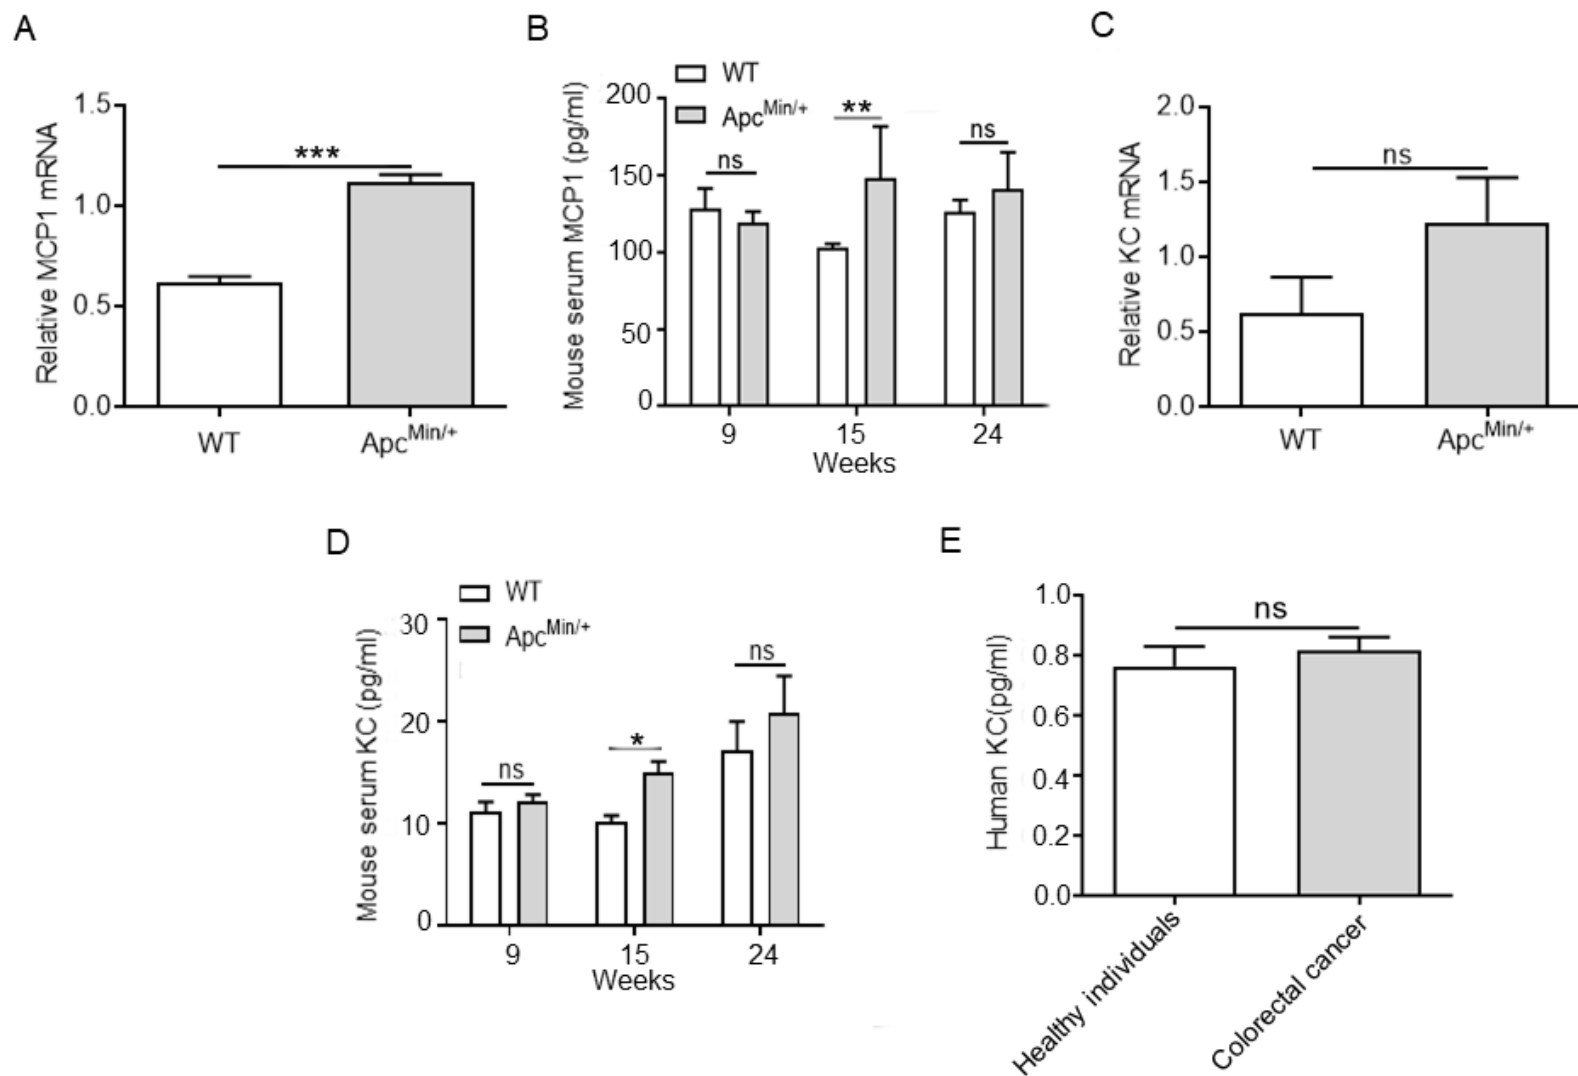 A
Relative MCP1 mRNA
1.5
1.0
0.5
0.0
***
WT
Apc^Min/+
B
Mouse serum MCP1 (pg/ml)
WT
Apc^Min/+
200
150
100
50
0
ns
**
ns
9
15
24
Weeks
C
Relative KC mRNA
2.0
1.5
1.0
0.5
0.0
ns
WT
Apc^Min/+
D
Mouse serum KC (pg/ml)
WT
Apc^Min/+
30
20
10
0
ns
*
ns
9
15
24
Weeks
E
Human KC(pg/ml)
1.0
0.8
0.6
0.4
0.2
0.0
ns
Healthy individuals
Colorectal cancer